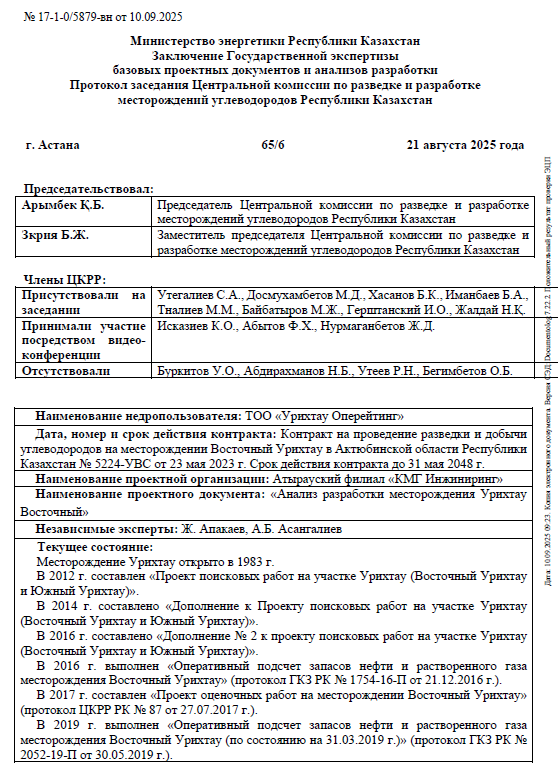 № 17-1-0/5879-вн от 10.09.2025
Министерство энергетики Республики Казахстан
Заключение Государственной экспертизы
базовых проектных документов и анализов разработки
Протокол заседания Центральной комиссии по разведке и разработке
месторождений углеводородов Республики Казахстан
г. Астана 65/6 21 августа 2025 года
Председательствовал:
Арымбек Қ.Б. Председатель Центральной комиссии по разведке и разработке
месторождений углеводородов Республики Казахстан
Зкрия Б.Ж. Заместитель председателя Центральной комиссии по разведке и
разработке месторождений углеводородов Республики Казахстан
Члены ЦКРР:
Присутствовали на Утегалиев С.А., Досмухамбетов М.Д., Хасанов Б.К., Иманбаев Б.А.,
заседании Тналиев М.М., Байбатыров М.Ж., Герштанский И.О., Жалдай Н.Қ.
Принимали участие Исказиев К.О., Абытов Ф.Х., Нурмаганбетов Ж.Д.
посредством видео-
конференции
Отсутствовали Буркитов У.О., Абдирахманов Н.Б., Утеев Р.Н., Бегимбетов О.Б.
Наименование недропользователя: ТОО «Урихтау Оперейтинг»
Дата, номер и срок действия контракта: Контракт на проведение разведки и добычи
углеводородов на месторождении Восточный Урихтау в Актюбинской области Республики
Казахстан № 5224-УВС от 23 мая 2023 г. Срок действия контракта до 31 мая 2048 г.
Наименование проектной организации: Атырауский филиал «КМГ Инжиниринг»
Наименование проектного документа: «Анализ разработки месторождения Урихтау
Восточный»
Независимые эксперты: Ж. Апакаев, А.Б. Асангалиев
Текущее состояние:
Месторождение Урихтау открыто в 1983 г.
В 2012 г. составлен «Проект поисковых работ на участке Урихтау (Восточный Урихтау
и Южный Урихтау)».
В 2014 г. составлено «Дополнение к Проекту поисковых работ на участке Урихтау
(Восточный Урихтау и Южный Урихтау)».
В 2016 г. составлено «Дополнение № 2 к проекту поисковых работ на участке Урихтау
(Восточный Урихтау и Южный Урихтау)».
В 2016 г. выполнен «Оперативный подсчет запасов нефти и растворенного газа
месторождения Восточный Урихтау» (протокол ГКЗ РК № 1754-16-П от 21.12.2016 г.).
В 2017 г. составлен «Проект оценочных работ на месторождении Восточный Урихтау»
(протокол ЦКРР РК № 87 от 27.07.2017 г.).
В 2019 г. выполнен «Оперативный подсчет запасов нефти и растворенного газа
месторождения Восточный Урихтау (по состоянию на 31.03.2019 г.)» (протокол ГКЗ РК №
2052-19-П от 30.05.2019 г.).
Дата: 10.09.2025 09:23. Копия электронного документа. Версия СЭД: Documentolog 7.22.2. Положительный результат проверки ЭЦП